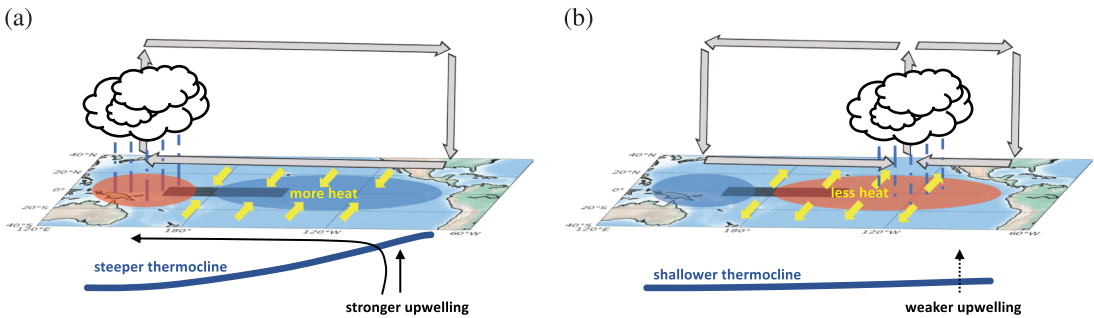 (a)
40°N
20°N
0°
20°S
40°S
120°E
180°
120°W
60°W
more heat
steeper thermocline
stronger upwelling
(b)
40°N
20°N
0°
20°S
40°S
120°E
180°
120°W
60°W
less heat
shallower thermocline
weaker upwelling